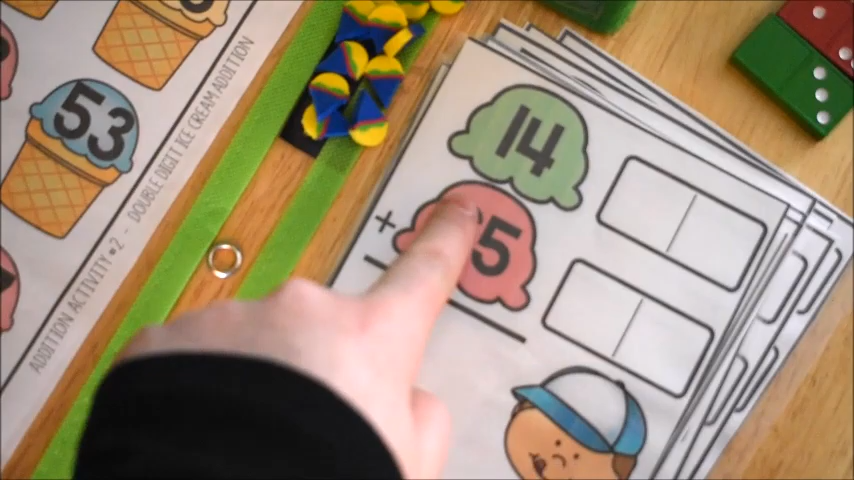 53
ADDITION ACTIVITY #2 - DOUBLE DIGIT ICE CREAM ADDITION
14
+ 5